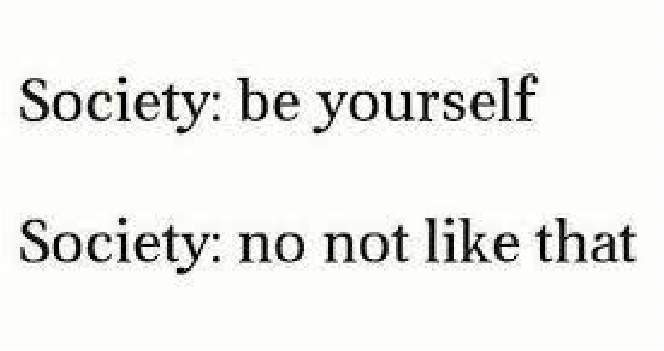 Society: be yourself
Society: no not like that